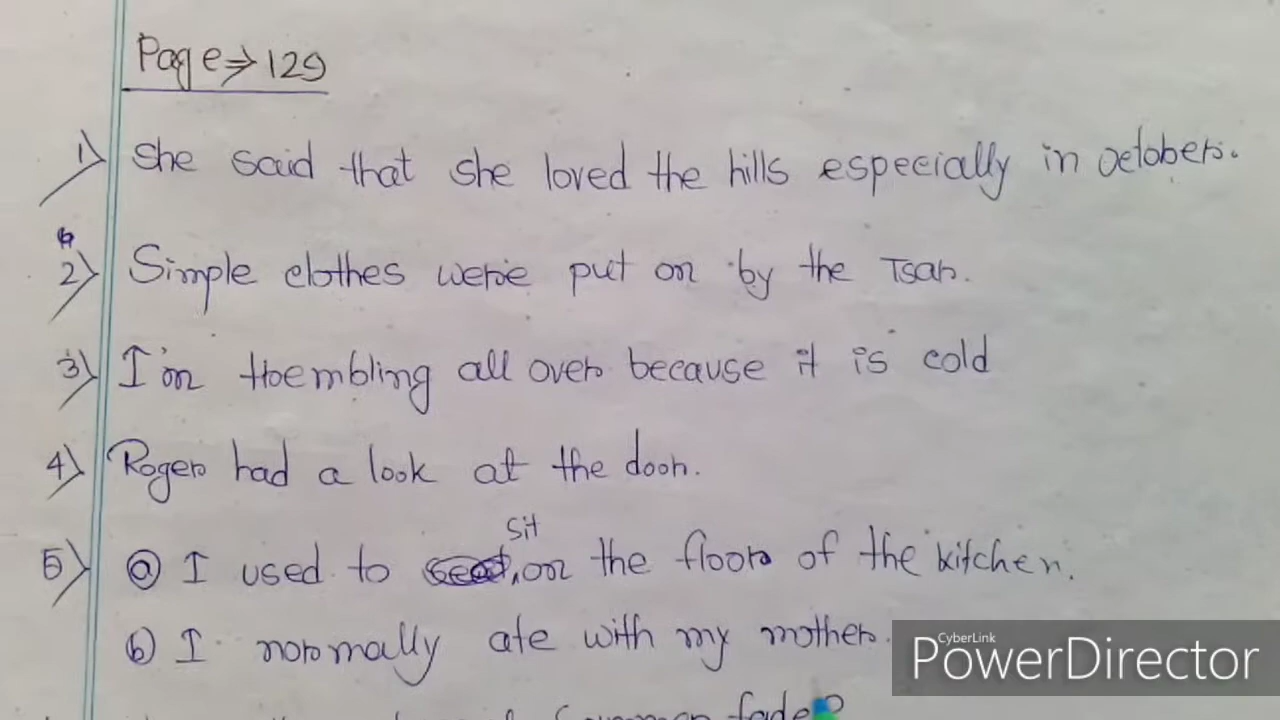 Page ⇒ 129
1) She said that she loved the hills especially in october.
2) Simple clothes were put on by the Tsar.
3) I'm trembling all over because it is cold
4) Roger had a look at the door.
sit
5) (a) I used to on the floor of the kitchen.
(b) I normally ate with my mother.
CyberLink
PowerDirector